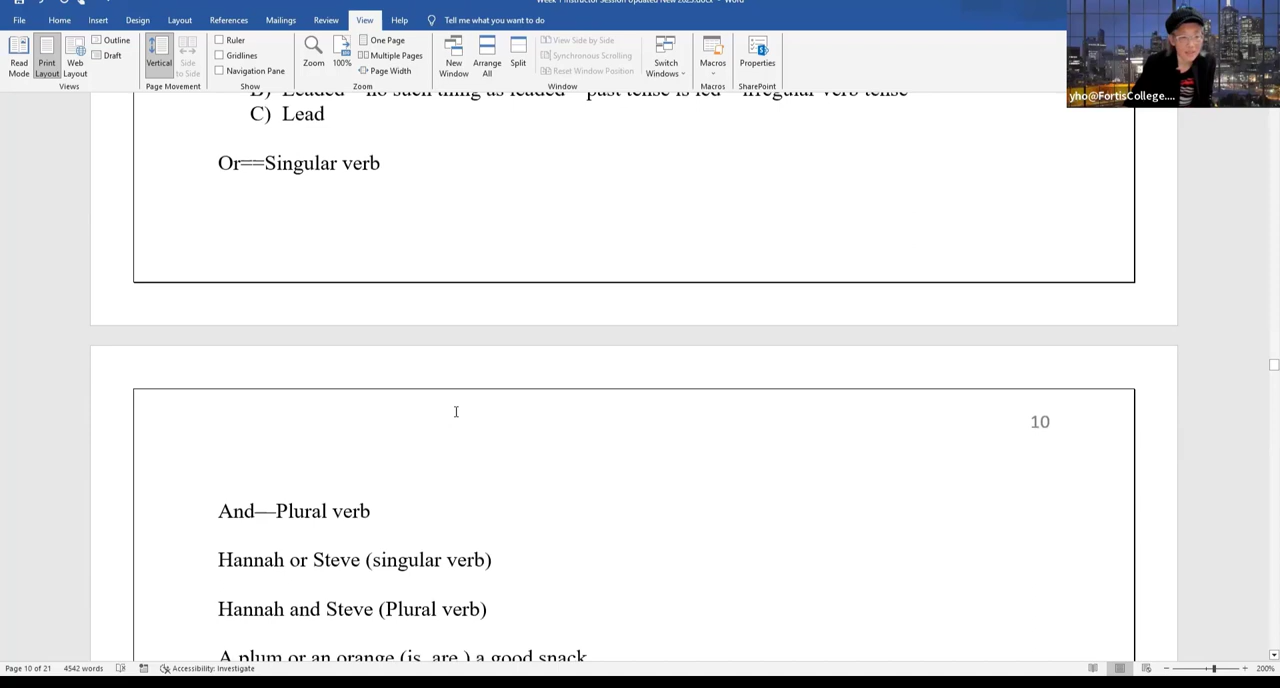 Week 1 Instructor Session Updated New 2023.docx - Word
File Home Insert Design Layout References Mailings Review View Help Tell me what you want to do
Read Mode
Print Layout
Web Layout
Outline
Draft
Views
Vertical
Side to Side
Page Movement
Ruler
Gridlines
Navigation Pane
Show
Zoom
100%
One Page
Multiple Pages
Page Width
Zoom
New Window
Arrange All
Split
View Side by Side
Synchronous Scrolling
Reset Window Position
Window
Switch Windows
Macros
Macros
Properties
SharePoint
yho@FortisCollege....
B) Leaded – no such thing as leaded – past tense is led – irregular verb tense
C) Lead
Or==Singular verb
10
And—Plural verb
Hannah or Steve (singular verb)
Hannah and Steve (Plural verb)
A plum or an orange (is, are ) a good snack
Page 10 of 21 4542 words Accessibility: Investigate 200%